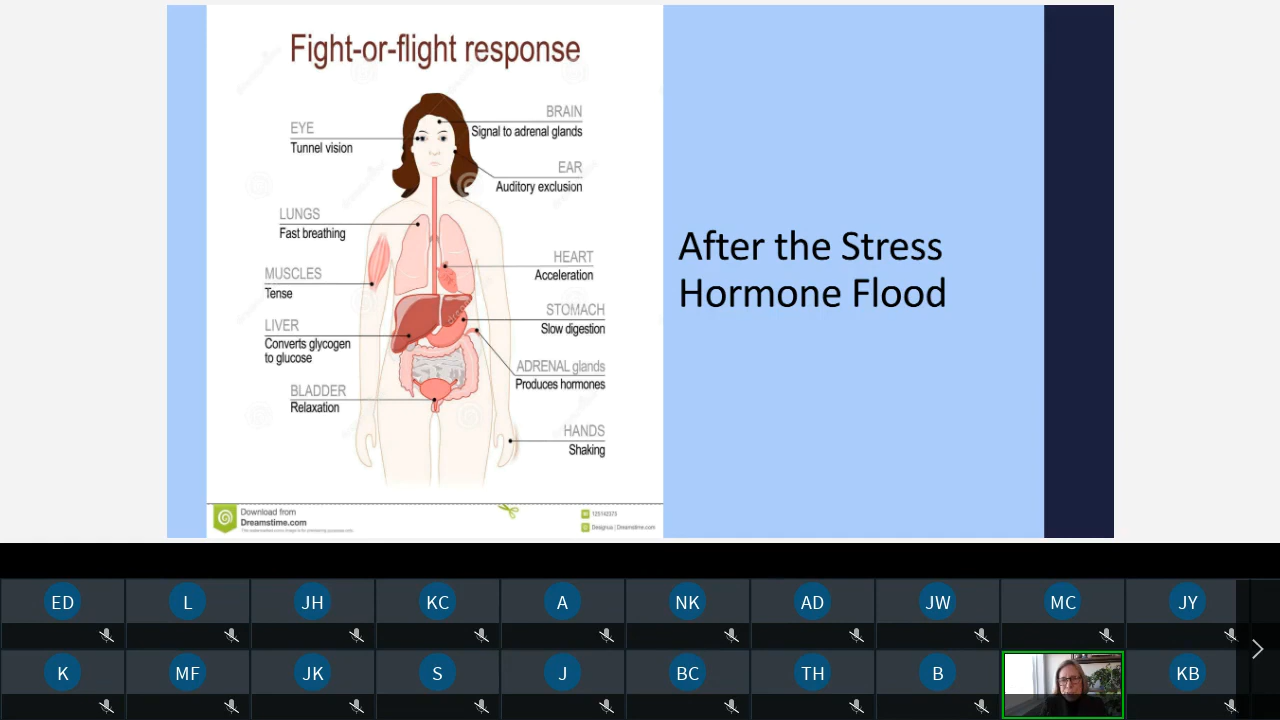 Fight-or-flight response
EYE
Tunnel vision
BRAIN
Signal to adrenal glands
EAR
Auditory exclusion
LUNGS
Fast breathing
HEART
Acceleration
MUSCLES
Tense
STOMACH
Slow digestion
LIVER
Converts glycogen
to glucose
ADRENAL glands
Produces hormones
BLADDER
Relaxation
HANDS
Shaking
Download from
Dreamstime.com
Designua | Dreamstime.com
After the Stress
Hormone Flood
ED
L
JH
KC
A
NK
AD
JW
MC
JY
K
MF
JK
S
J
BC
TH
B
KB